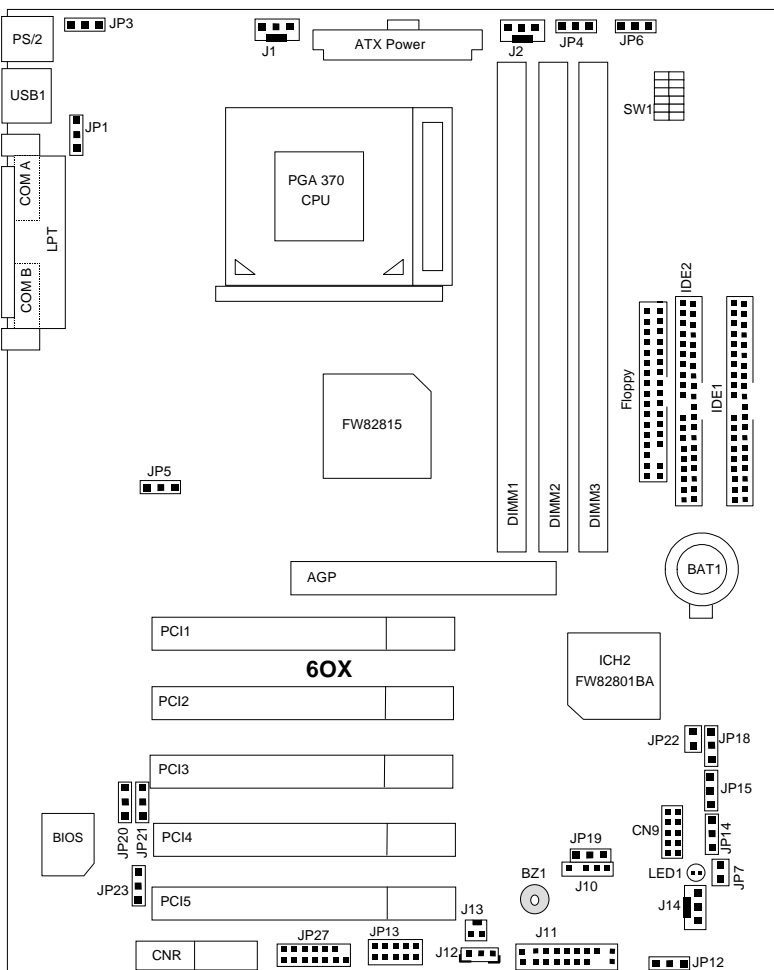 JP3
PS/2
J1
ATX Power
J2
JP4
JP6
USB1
JP1
SW1
COM A
PGA 370
CPU
LPT
COM B
IDE2
Floppy
IDE1
FW82815
JP5
DIMM1
DIMM2
DIMM3
BAT1
AGP
PCI1
6OX
ICH2
FW82801BA
PCI2
JP22
JP18
PCI3
JP15
JP20
JP21
BIOS
PCI4
CN9
JP14
JP19
JP23
BZ1
J10
LED1
JP7
PCI5
J14
J13
JP27
JP13
J12
J11
CNR
JP12